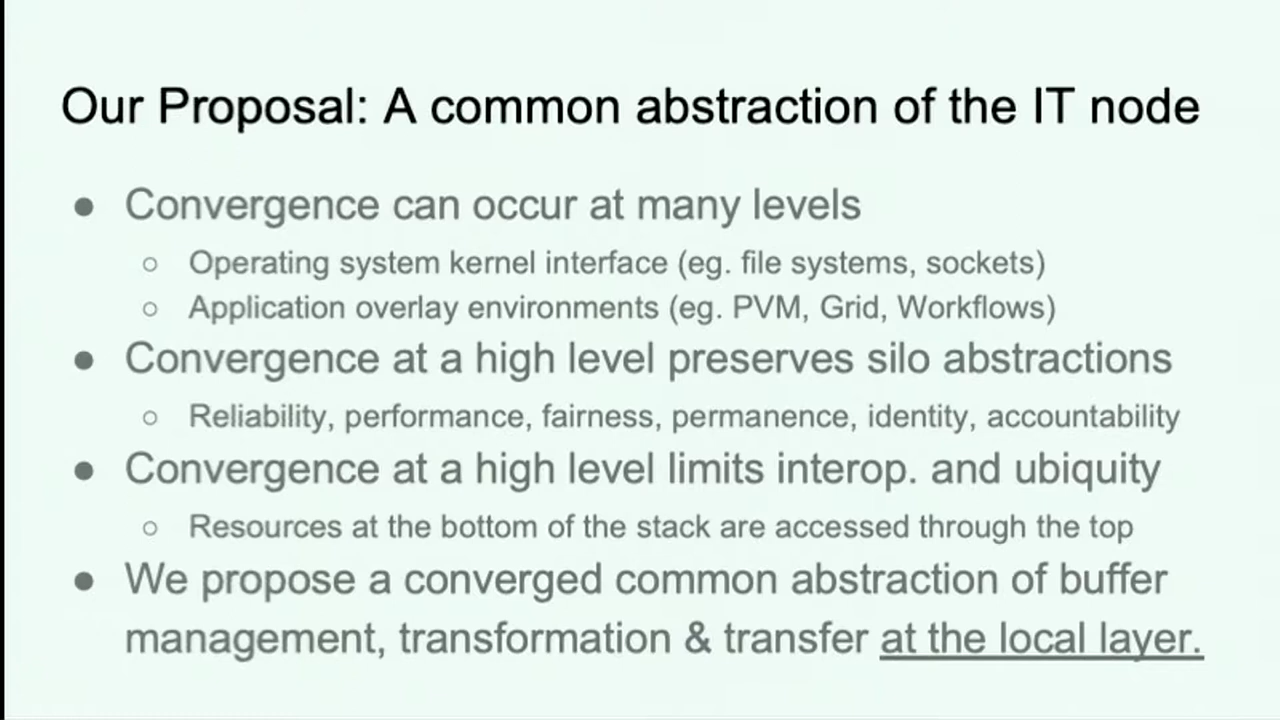 Our Proposal: A common abstraction of the IT node
● Convergence can occur at many levels
○ Operating system kernel interface (eg. file systems, sockets)
○ Application overlay environments (eg. PVM, Grid, Workflows)
● Convergence at a high level preserves silo abstractions
○ Reliability, performance, fairness, permanence, identity, accountability
● Convergence at a high level limits interop. and ubiquity
○ Resources at the bottom of the stack are accessed through the top
● We propose a converged common abstraction of buffer
management, transformation & transfer at the local layer.